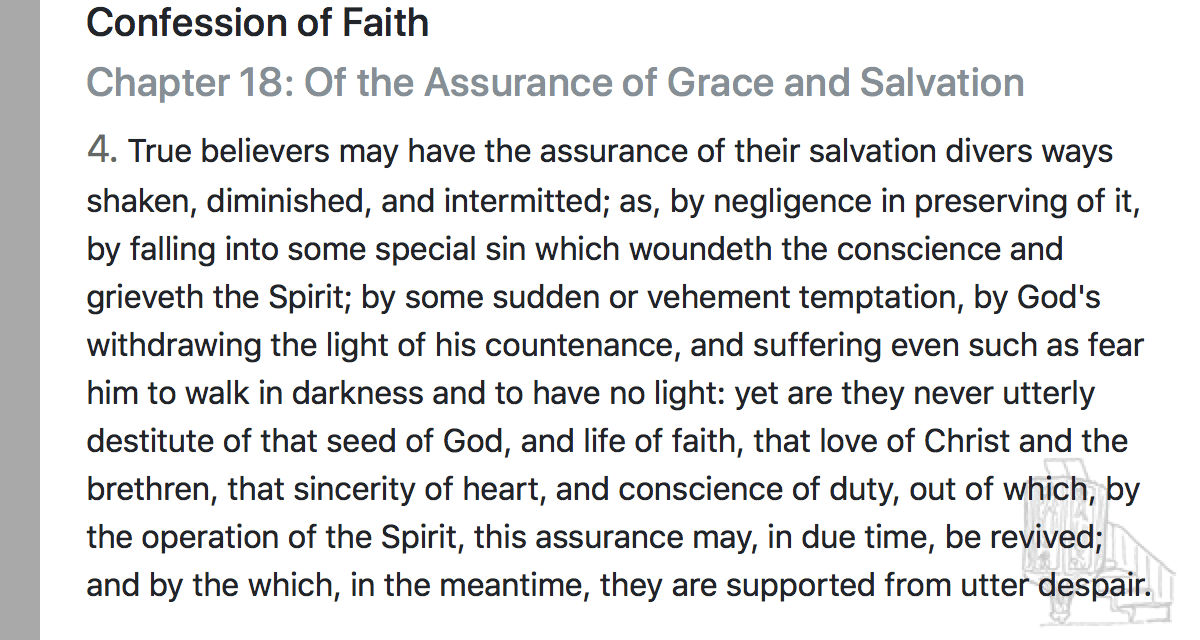 Confession of Faith
Chapter 18: Of the Assurance of Grace and Salvation
4. True believers may have the assurance of their salvation divers ways
shaken, diminished, and intermitted; as, by negligence in preserving of it,
by falling into some special sin which woundeth the conscience and
grieveth the Spirit; by some sudden or vehement temptation, by God's
withdrawing the light of his countenance, and suffering even such as fear
him to walk in darkness and to have no light: yet are they never utterly
destitute of that seed of God, and life of faith, that love of Christ and the
brethren, that sincerity of heart, and conscience of duty, out of which, by
the operation of the Spirit, this assurance may, in due time, be revived;
and by the which, in the meantime, they are supported from utter despair.